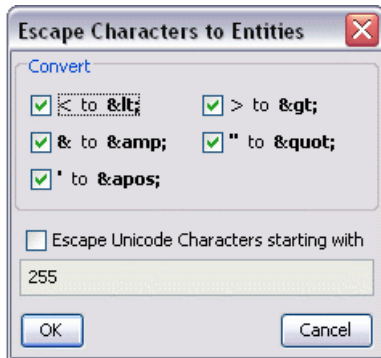 Escape Characters to Entities
Convert
< to &lt; > to &gt;
& to &amp; " to &quot;
' to &apos;
Escape Unicode Characters starting with
255
OK Cancel